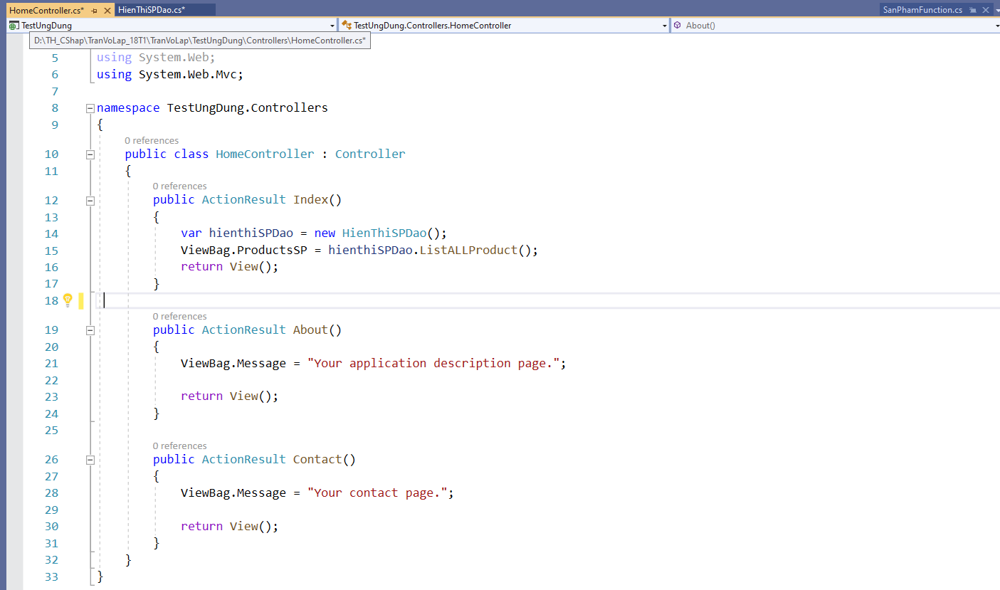 HomeController.cs* HienThiSPDao.cs* SanPhamFunction.cs
TestUngDung TestUngDung.Controllers.HomeController About()
D:\TH_CShap\TranVoLap_18T1\TranVoLap\TestUngDung\Controllers\HomeController.cs*
5 using System.Web;
6 using System.Web.Mvc;
7
8 namespace TestUngDung.Controllers
9 {
0 references
10 public class HomeController : Controller
11 {
0 references
12 public ActionResult Index()
13 {
14 var hienthiSPDao = new HienThiSPDao();
15 ViewBag.ProductsSP = hienthiSPDao.ListALLProduct();
16 return View();
17 }
18
0 references
19 public ActionResult About()
20 {
21 ViewBag.Message = "Your application description page.";
22
23 return View();
24 }
25
0 references
26 public ActionResult Contact()
27 {
28 ViewBag.Message = "Your contact page.";
29
30 return View();
31 }
32 }
33 }